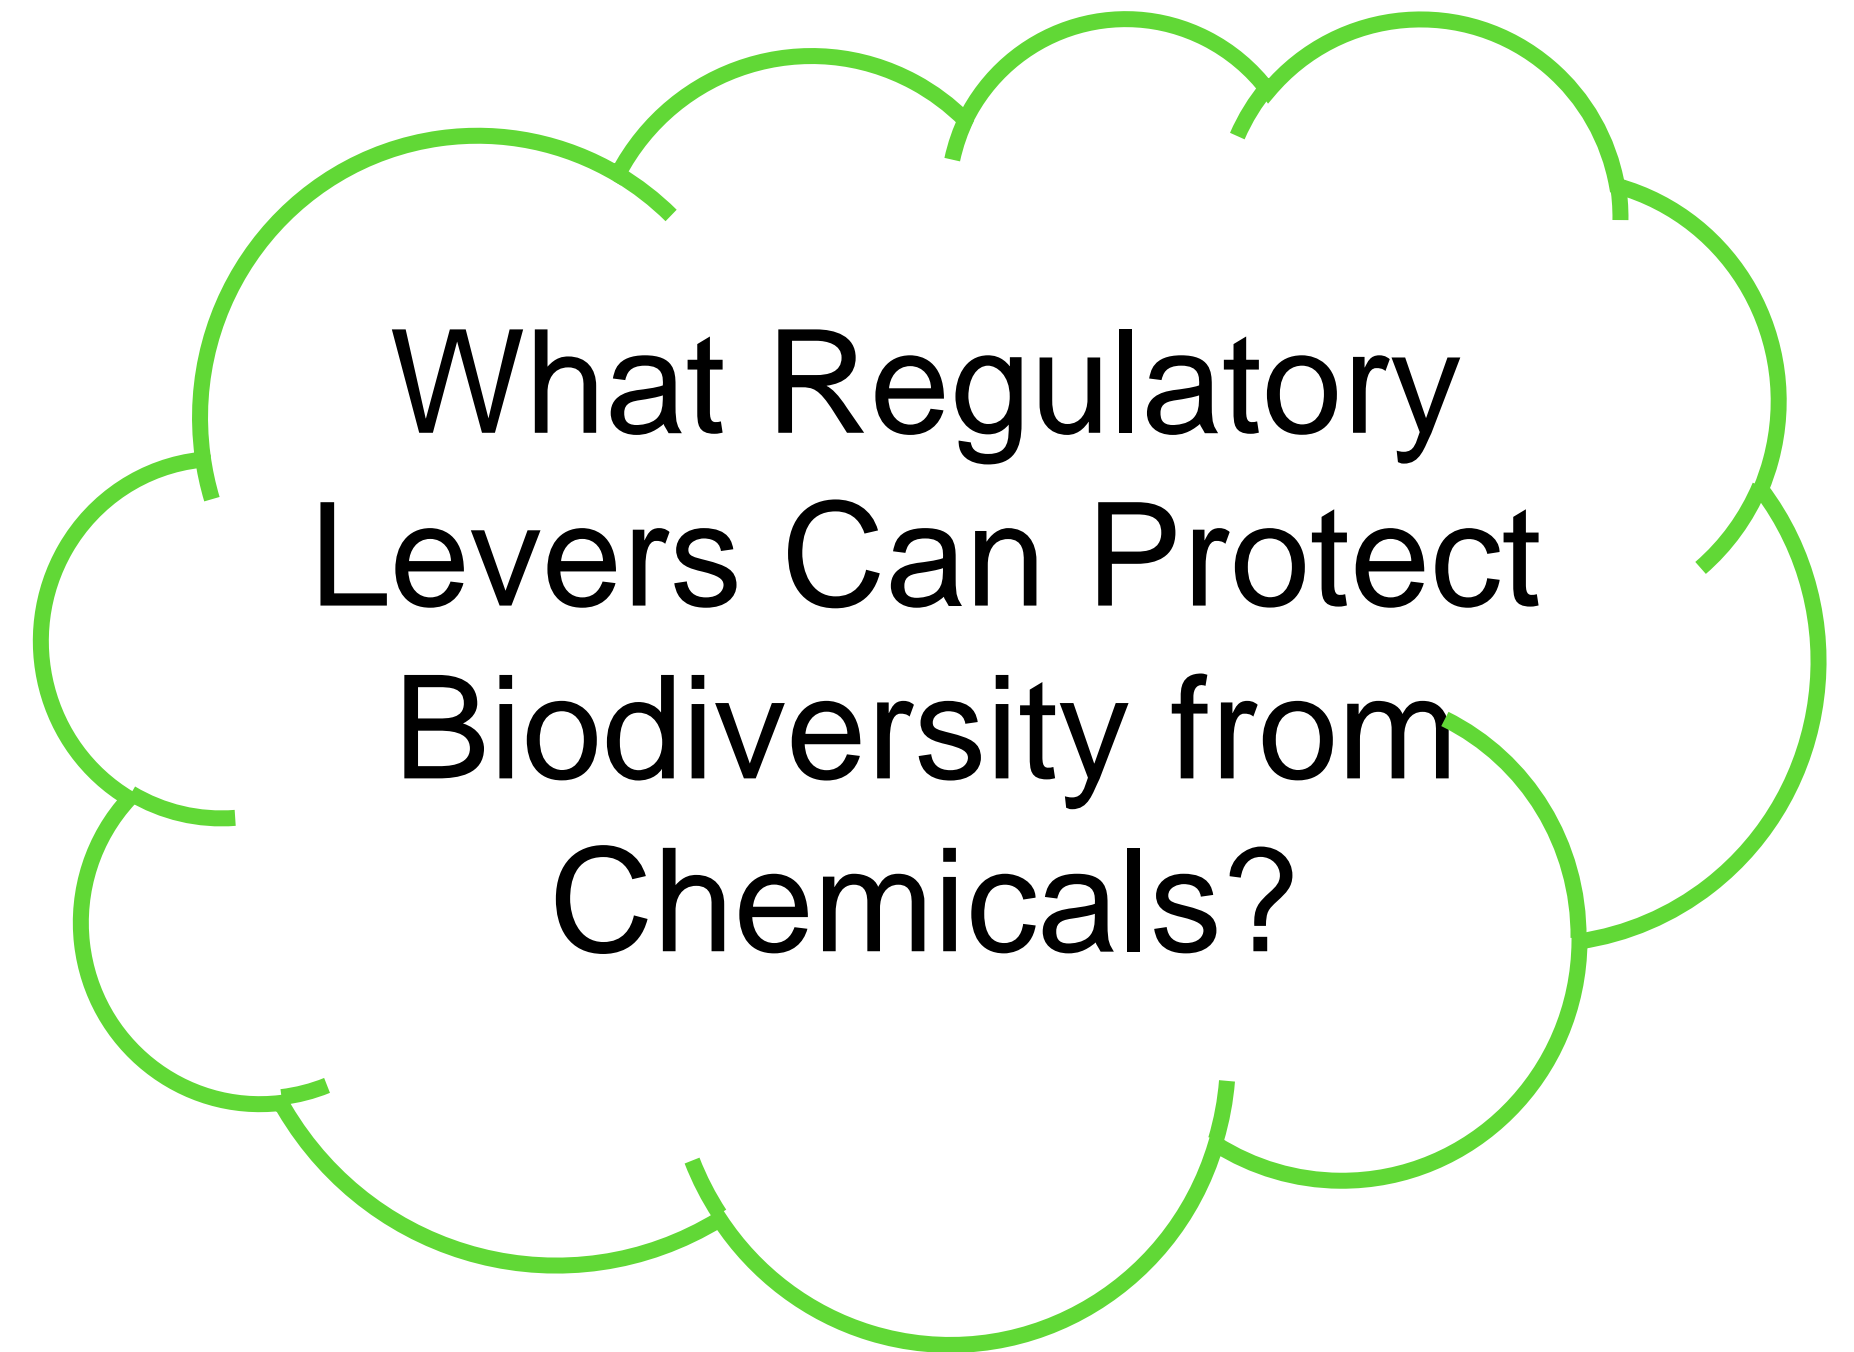 What Regulatory
Levers Can Protect
Biodiversity from
Chemicals?